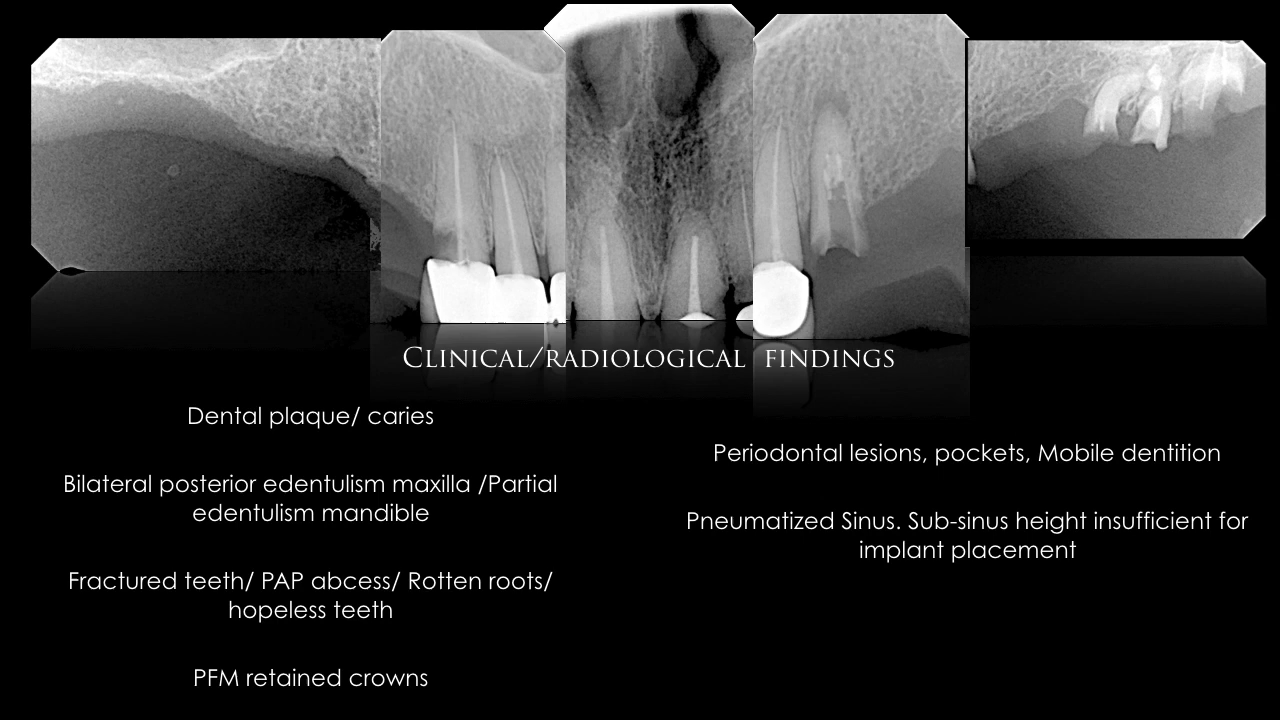 Clinical/radiological findings
Dental plaque/ caries
Bilateral posterior edentulism maxilla /Partial
edentulism mandible
Fractured teeth/ PAP abcess/ Rotten roots/
hopeless teeth
PFM retained crowns
Periodontal lesions, pockets, Mobile dentition
Pneumatized Sinus. Sub-sinus height insufficient for
implant placement